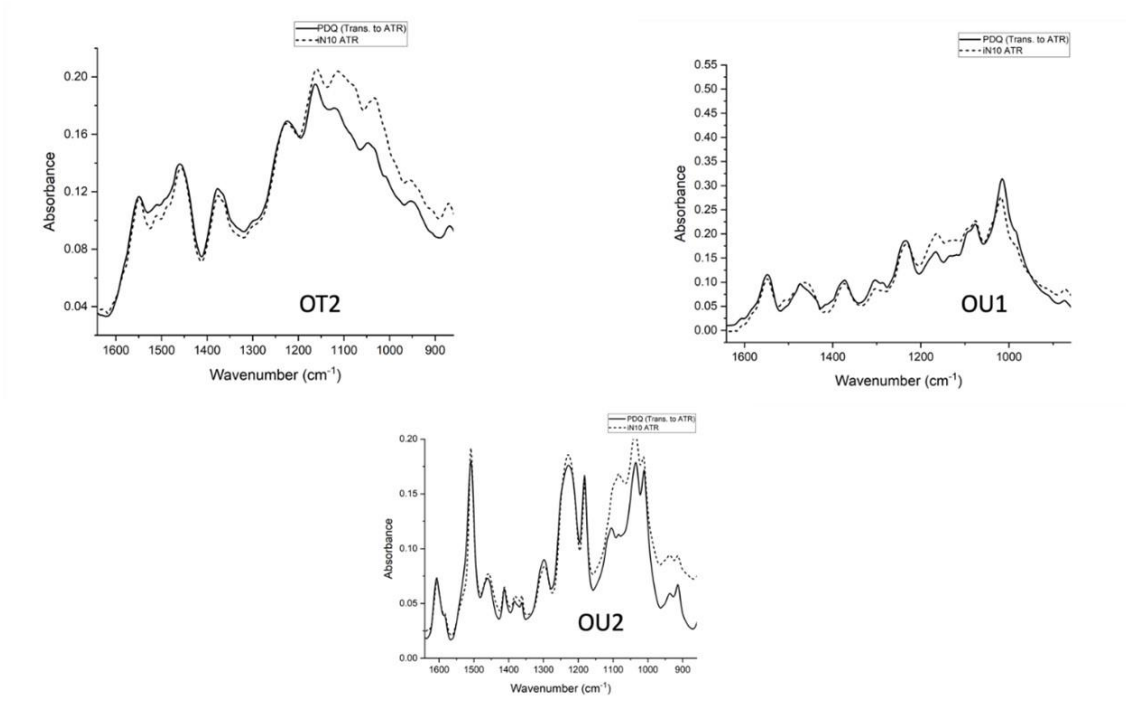 PDQ (Trans. to ATR)
iN10 ATR
0.20
0.16
0.12
0.08
0.04
Absorbance
OT2
1600 1500 1400 1300 1200 1100 1000 900
Wavenumber (cm-1)
PDQ (Trans. to ATR)
iN10 ATR
0.55
0.50
0.45
0.40
0.35
0.30
0.25
0.20
0.15
0.10
0.05
0.00
Absorbance
OU1
1600 1400 1200 1000
Wavenumber (cm-1)
PDQ (Trans. to ATR)
iN10 ATR
0.20
0.15
0.10
0.05
0.00
Absorbance
OU2
1600 1500 1400 1300 1200 1100 1000 900
Wavenumber (cm-1)